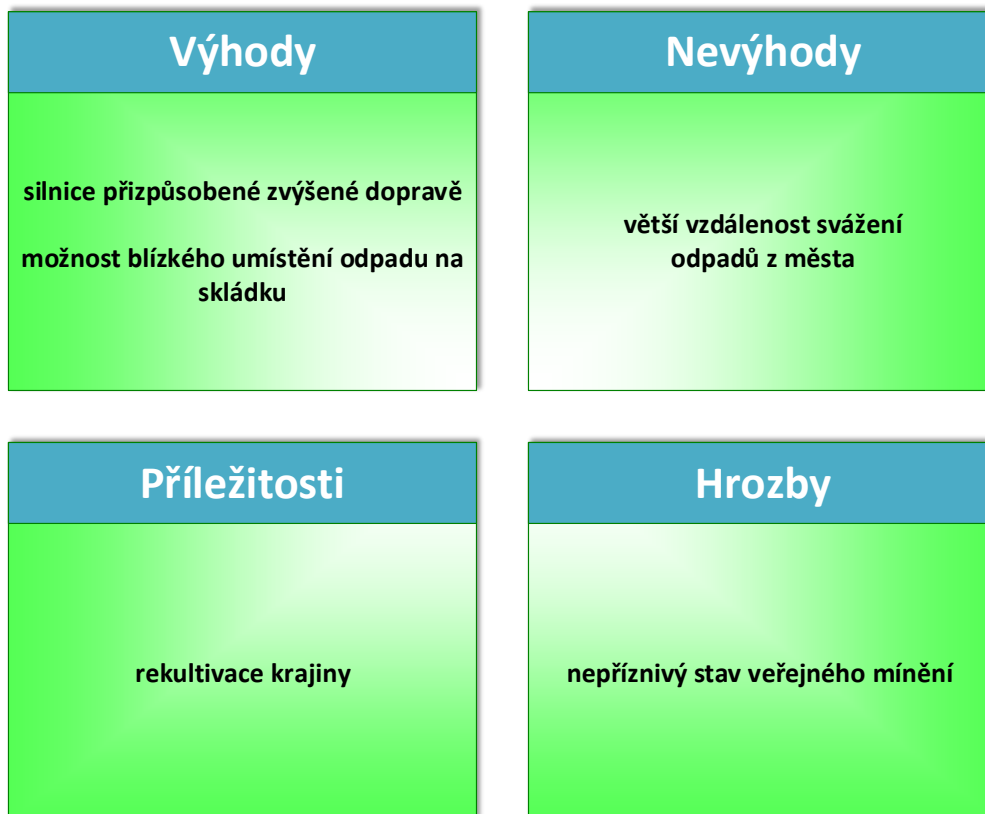 Výhody
silnice přizpůsobené zvýšené dopravě
možnost blízkého umístění odpadu na
skládku
Nevýhody
větší vzdálenost svážení
odpadů z města
Příležitosti
rekultivace krajiny
Hrozby
nepříznivý stav veřejného mínění